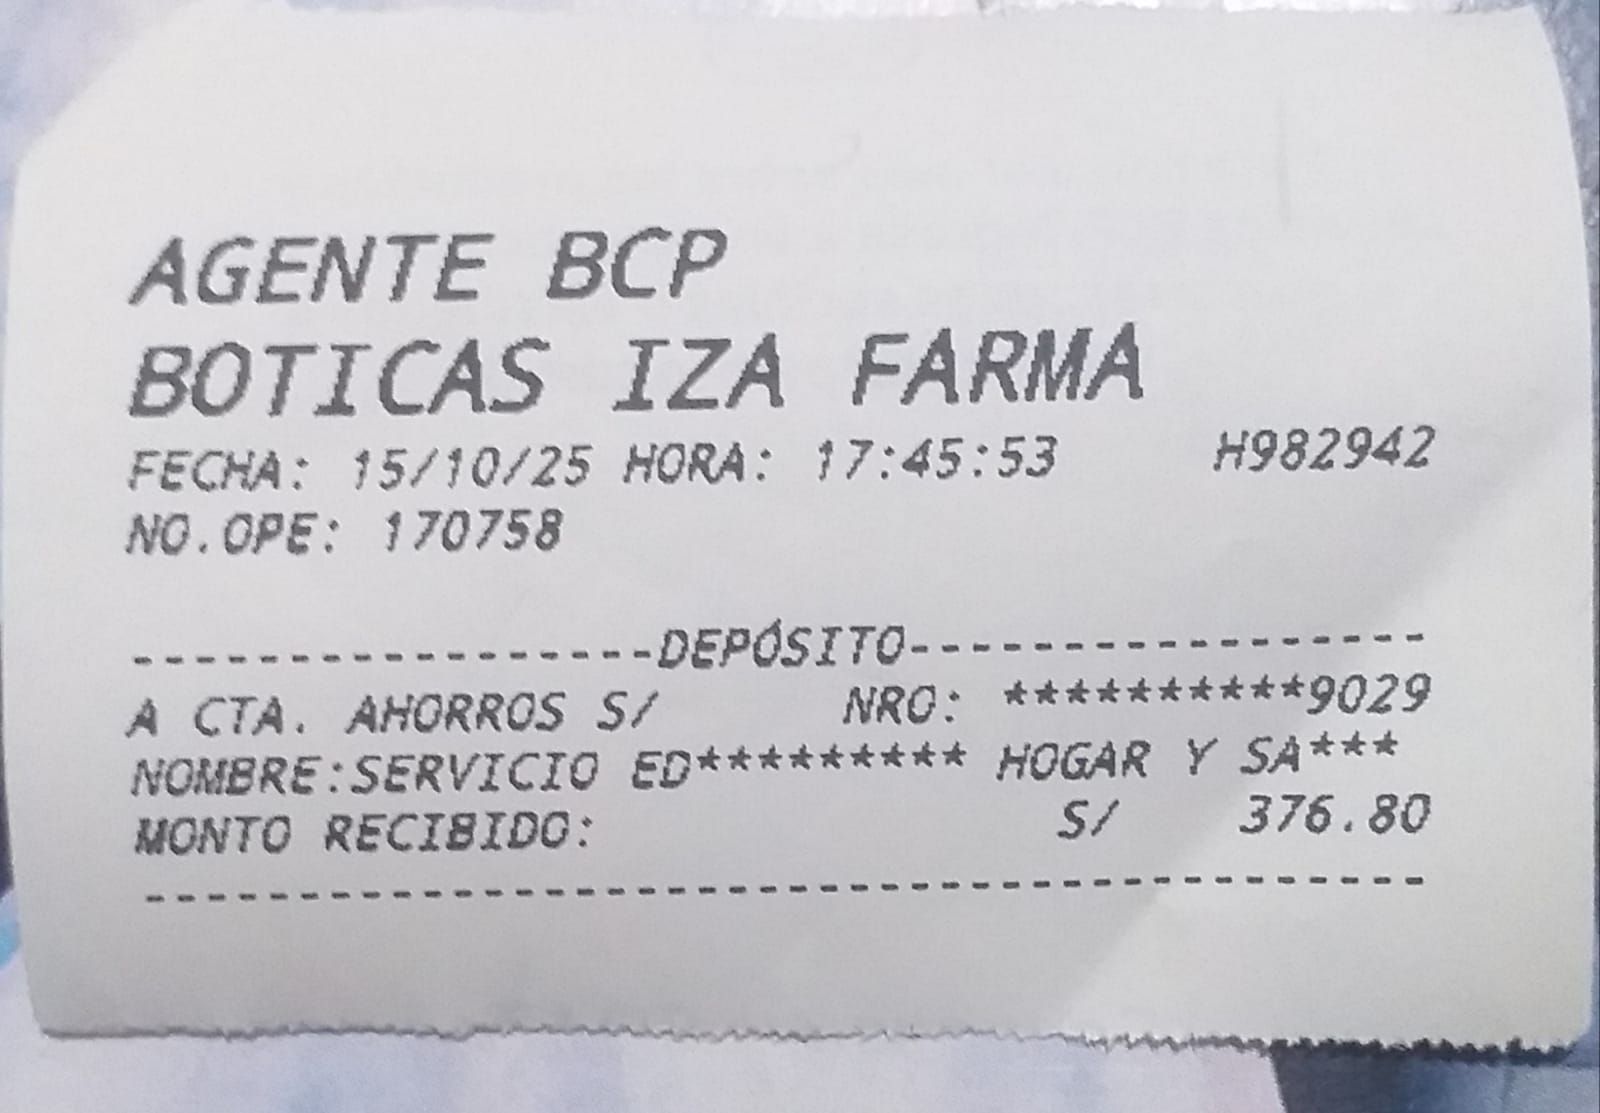 AGENTE BCP
BOTICAS IZA FARMA
FECHA: 15/10/25 HORA: 17:45:53 H982942
NO.OPE: 170758
------------------DEPÓSITO------------------
A CTA. AHORROS S/ NRO: **********9029
NOMBRE:SERVICIO ED********* HOGAR Y SA***
MONTO RECIBIDO: S/ 376.80
------------------------------------------